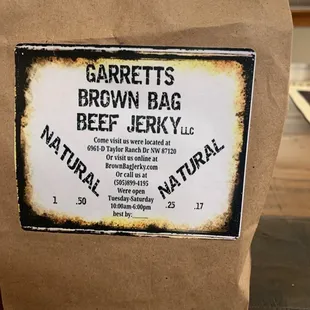 GARRETTS
BROWN BAG
BEEF JERKY LLC
Come visit us were located at
6961-D Taylor Ranch Dr NW 87120
Or visit us online at
BrownBagJerky.com
Or call us at
(505)899-1195
Were open
Tuesday-Saturday
10:00am-6:00pm
best by:______
NATURAL
NATURAL
1 .50 .25 .17